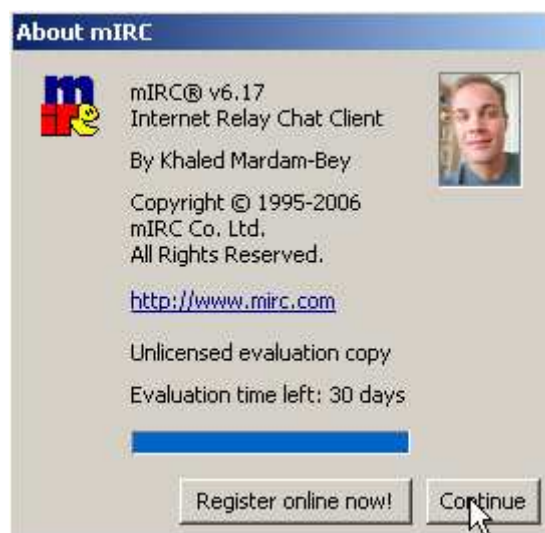 About mIRC
mIRC® v6.17
Internet Relay Chat Client
By Khaled Mardam-Bey
Copyright © 1995-2006
mIRC Co. Ltd.
All Rights Reserved.
http://www.mirc.com
Unlicensed evaluation copy
Evaluation time left: 30 days
Register online now!
Continue